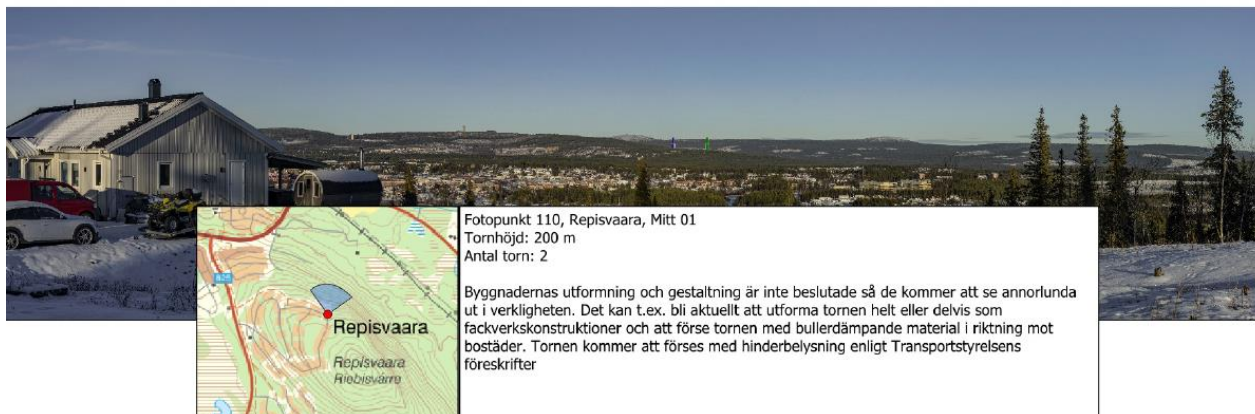 Fotopunkt 110, Repisvaara, Mitt 01
Tornhöjd: 200 m
Antal torn: 2
Byggnadernas utformning och gestaltning är inte beslutade så de kommer att se annorlunda
ut i verkligheten. Det kan t.ex. bli aktuellt att utforma tornen helt eller delvis som
fackverkskonstruktioner och att förse tornen med bullerdämpande material i riktning mot
bostäder. Tornen kommer att förses med hinderbelysning enligt Transportstyrelsens
föreskrifter
Repisvaara
Repisvaara
Riebisvárre